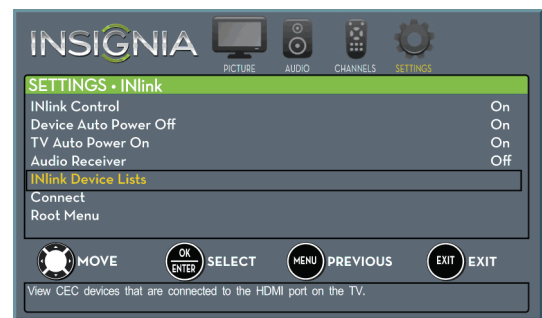 INSIGNIA
PICTURE AUDIO CHANNELS SETTINGS
SETTINGS • INlink
INlink Control On
Device Auto Power Off On
TV Auto Power On On
Audio Receiver Off
INlink Device Lists
Connect
Root Menu
MOVE OK ENTER SELECT MENU PREVIOUS EXIT EXIT
View CEC devices that are connected to the HDMI port on the TV.